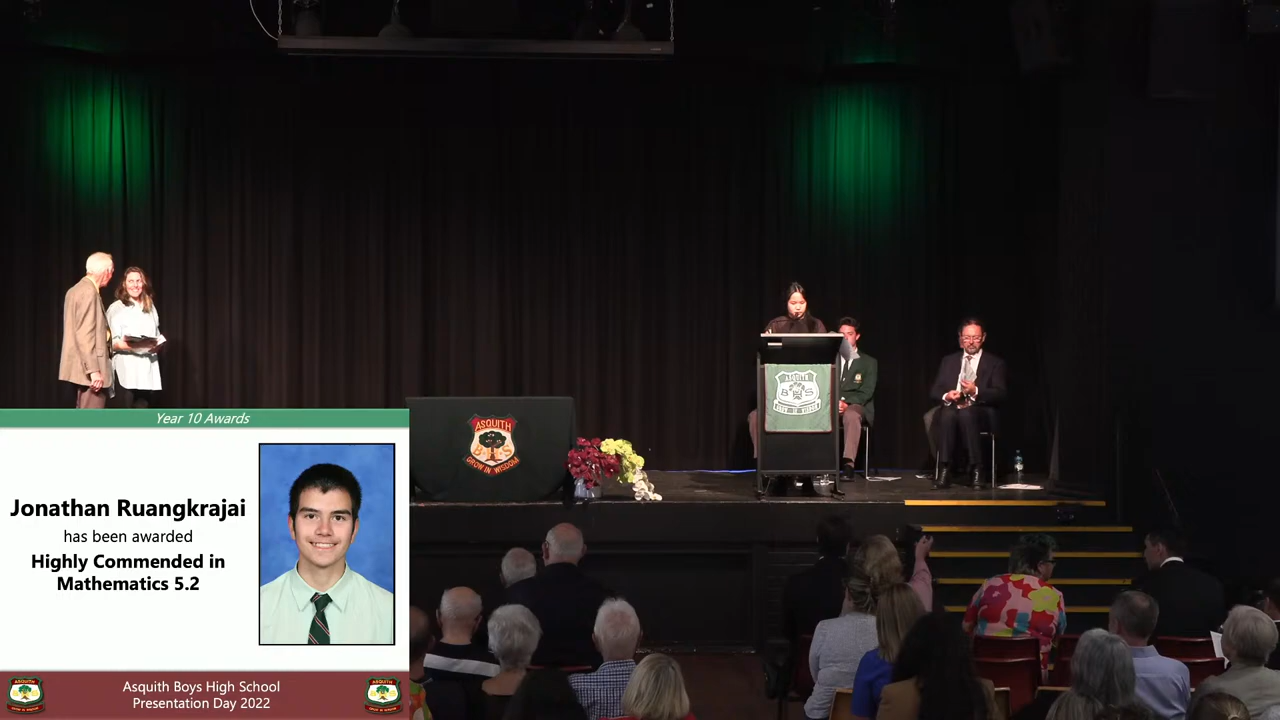 Year 10 Awards
Jonathan Ruangkrajai
has been awarded
Highly Commended in
Mathematics 5.2
Asquith Boys High School
Presentation Day 2022
ASQUITH
B H S
GROW IN WISDOM
ASQUITH
B S